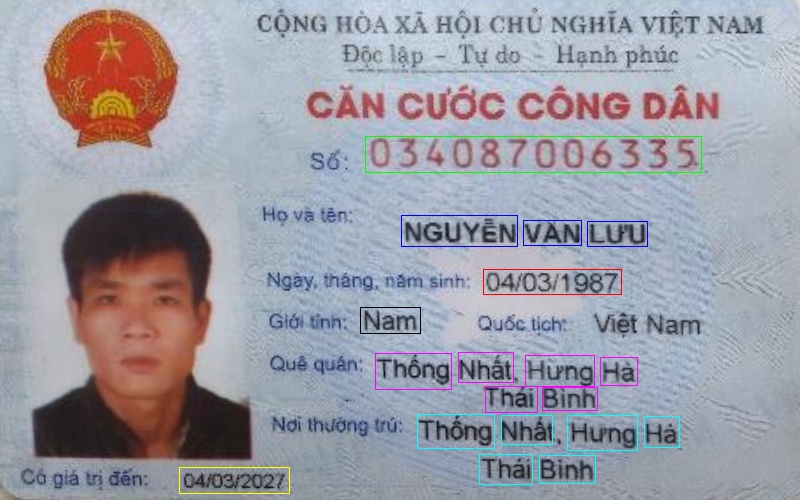 CỘNG HÒA XÃ HỘI CHỦ NGHĨA VIỆT NAM
Độc lập - Tự do - Hạnh phúc
CĂN CƯỚC CÔNG DÂN
Số: 034087006335
Họ và tên: NGUYỄN VĂN LƯU
Ngày, tháng, năm sinh: 04/03/1987
Giới tính: Nam Quốc tịch: Việt Nam
Quê quán: Thống Nhất, Hưng Hà
Thái Bình
Nơi thường trú: Thống Nhất, Hưng Hà
Thái Bình
Có giá trị đến: 04/03/2027